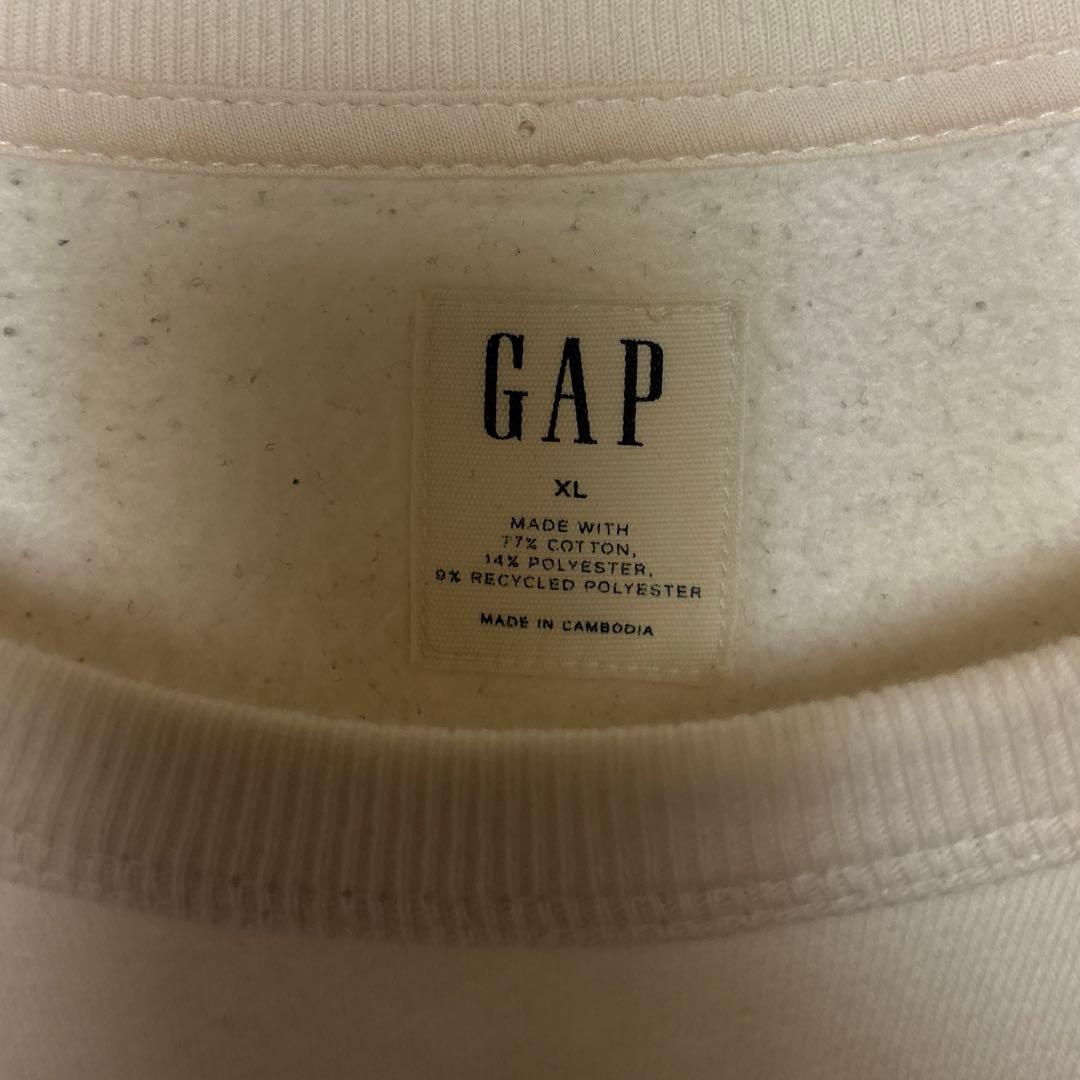 GAP
XL
MADE WITH
77% COTTON,
14% POLYESTER,
9% RECYCLED POLYESTER
MADE IN CAMBODIA